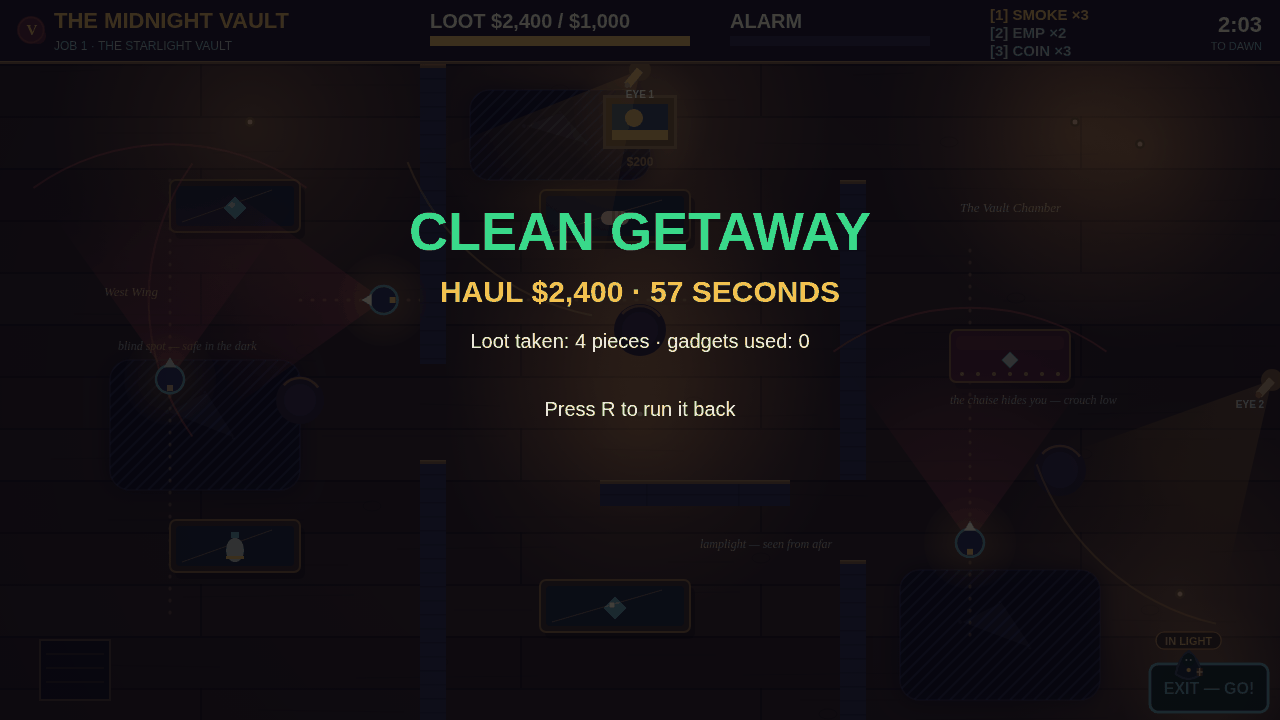 V
THE MIDNIGHT VAULT
JOB 1 · THE STARLIGHT VAULT
LOOT $2,400 / $1,000
ALARM
[1] SMOKE ×3
[2] EMP ×2
[3] COIN ×3
2:03
TO DAWN
EYE 1
$200
The Vault Chamber
CLEAN GETAWAY
West Wing
HAUL $2,400 · 57 SECONDS
blind spot — safe in the dark
Loot taken: 4 pieces · gadgets used: 0
the chaise hides you — crouch low
EYE 2
Press R to run it back
lamplight — seen from afar
IN LIGHT
EXIT — GO!